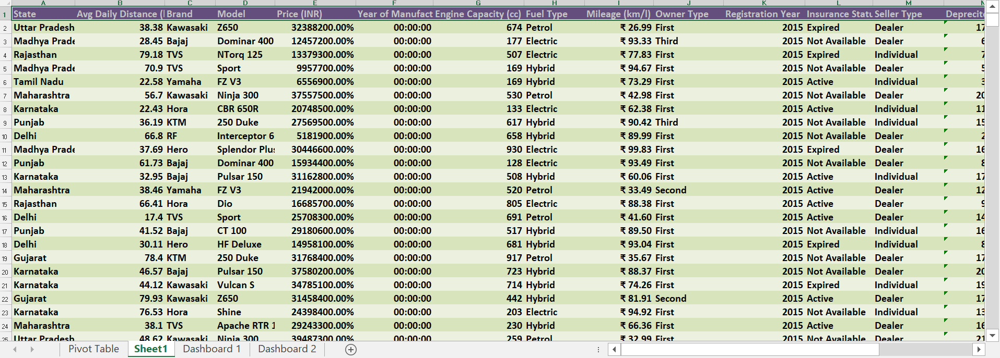 A B C D E F G H I J K L M N
1 State Avg Daily Distance ( Brand Model Price (INR) Year of Manufact Engine Capacity (cc) Fuel Type Mileage (km/l) Owner Type Registration Year Insurance Statu Seller Type Deprecite
2 Uttar Pradesh 38.38 Kawasaki Z650 32388200.00% 00:00:00 674 Petrol ₹ 26.99 First 2015 Expired Dealer 17
3 Madhya Prade 28.45 Bajaj Dominar 400 12457200.00% 00:00:00 177 Electric ₹ 93.33 Third 2015 Not Available Dealer 6
4 Rajasthan 79.18 TVS NTorq 125 13379300.00% 00:00:00 507 Electric ₹ 77.83 First 2015 Expired Individual 7
5 Madhya Prade 70.9 TVS Sport 9957700.00% 00:00:00 169 Hybrid ₹ 94.67 First 2015 Not Available Dealer 5
6 Tamil Nadu 22.58 Yamaha FZ V3 6556900.00% 00:00:00 169 Hybrid ₹ 73.29 First 2015 Active Individual 3
7 Maharashtra 56.7 Kawasaki Ninja 300 37557500.00% 00:00:00 530 Petrol ₹ 42.98 First 2015 Not Available Dealer 20
8 Karnataka 22.43 Hora CBR 650R 20748500.00% 00:00:00 133 Electric ₹ 62.38 First 2015 Active Individual 11
9 Punjab 36.19 KTM 250 Duke 27569500.00% 00:00:00 617 Hybrid ₹ 90.42 Third 2015 Not Available Individual 15
10 Delhi 66.8 RF Interceptor 6 5181900.00% 00:00:00 658 Hybrid ₹ 89.99 First 2015 Not Available Dealer 2
11 Madhya Prade 37.69 Hero Splendor Plus 30446600.00% 00:00:00 930 Electric ₹ 99.83 First 2015 Expired Dealer 16
12 Punjab 61.73 Bajaj Dominar 400 15934400.00% 00:00:00 128 Electric ₹ 93.49 First 2015 Not Available Dealer 8
13 Karnataka 32.95 Bajaj Pulsar 150 31162800.00% 00:00:00 508 Hybrid ₹ 60.06 First 2015 Active Individual 17
14 Maharashtra 38.46 Yamaha FZ V3 21942000.00% 00:00:00 520 Petrol ₹ 33.49 Second 2015 Active Dealer 12
15 Rajasthan 66.41 Hora Dio 16685700.00% 00:00:00 805 Electric ₹ 88.38 First 2015 Active Dealer 9
16 Delhi 17.4 TVS Sport 25708300.00% 00:00:00 691 Petrol ₹ 41.60 First 2015 Active Dealer 14
17 Punjab 41.52 Bajaj CT 100 29180600.00% 00:00:00 517 Hybrid ₹ 89.50 First 2015 Not Available Individual 16
18 Delhi 30.11 Hero HF Deluxe 14958100.00% 00:00:00 681 Hybrid ₹ 93.04 First 2015 Expired Individual 8
19 Gujarat 78.4 KTM 250 Duke 31768400.00% 00:00:00 917 Petrol ₹ 35.67 First 2015 Not Available Dealer 17
20 Karnataka 46.57 Bajaj Pulsar 150 37580200.00% 00:00:00 723 Hybrid ₹ 88.37 First 2015 Not Available Dealer 20
21 Karnataka 44.12 Kawasaki Vulcan S 34785100.00% 00:00:00 714 Hybrid ₹ 74.26 First 2015 Expired Individual 19
22 Gujarat 79.93 Kawasaki Z650 31458400.00% 00:00:00 442 Hybrid ₹ 81.91 Second 2015 Active Dealer 17
23 Karnataka 76.53 Hora Shine 24398400.00% 00:00:00 203 Electric ₹ 94.92 First 2015 Not Available Individual 13
24 Maharashtra 38.1 TVS Apache RTR 1 29243300.00% 00:00:00 230 Hybrid ₹ 66.36 First 2015 Active Dealer 16
25 Uttar Pradesh 48.62 Kawasaki Ninja 300 39487300.00% 00:00:00 259 Petrol ₹ 32.99 First 2015 Not Available Dealer 21
Pivot Table Sheet1 Dashboard 1 Dashboard 2